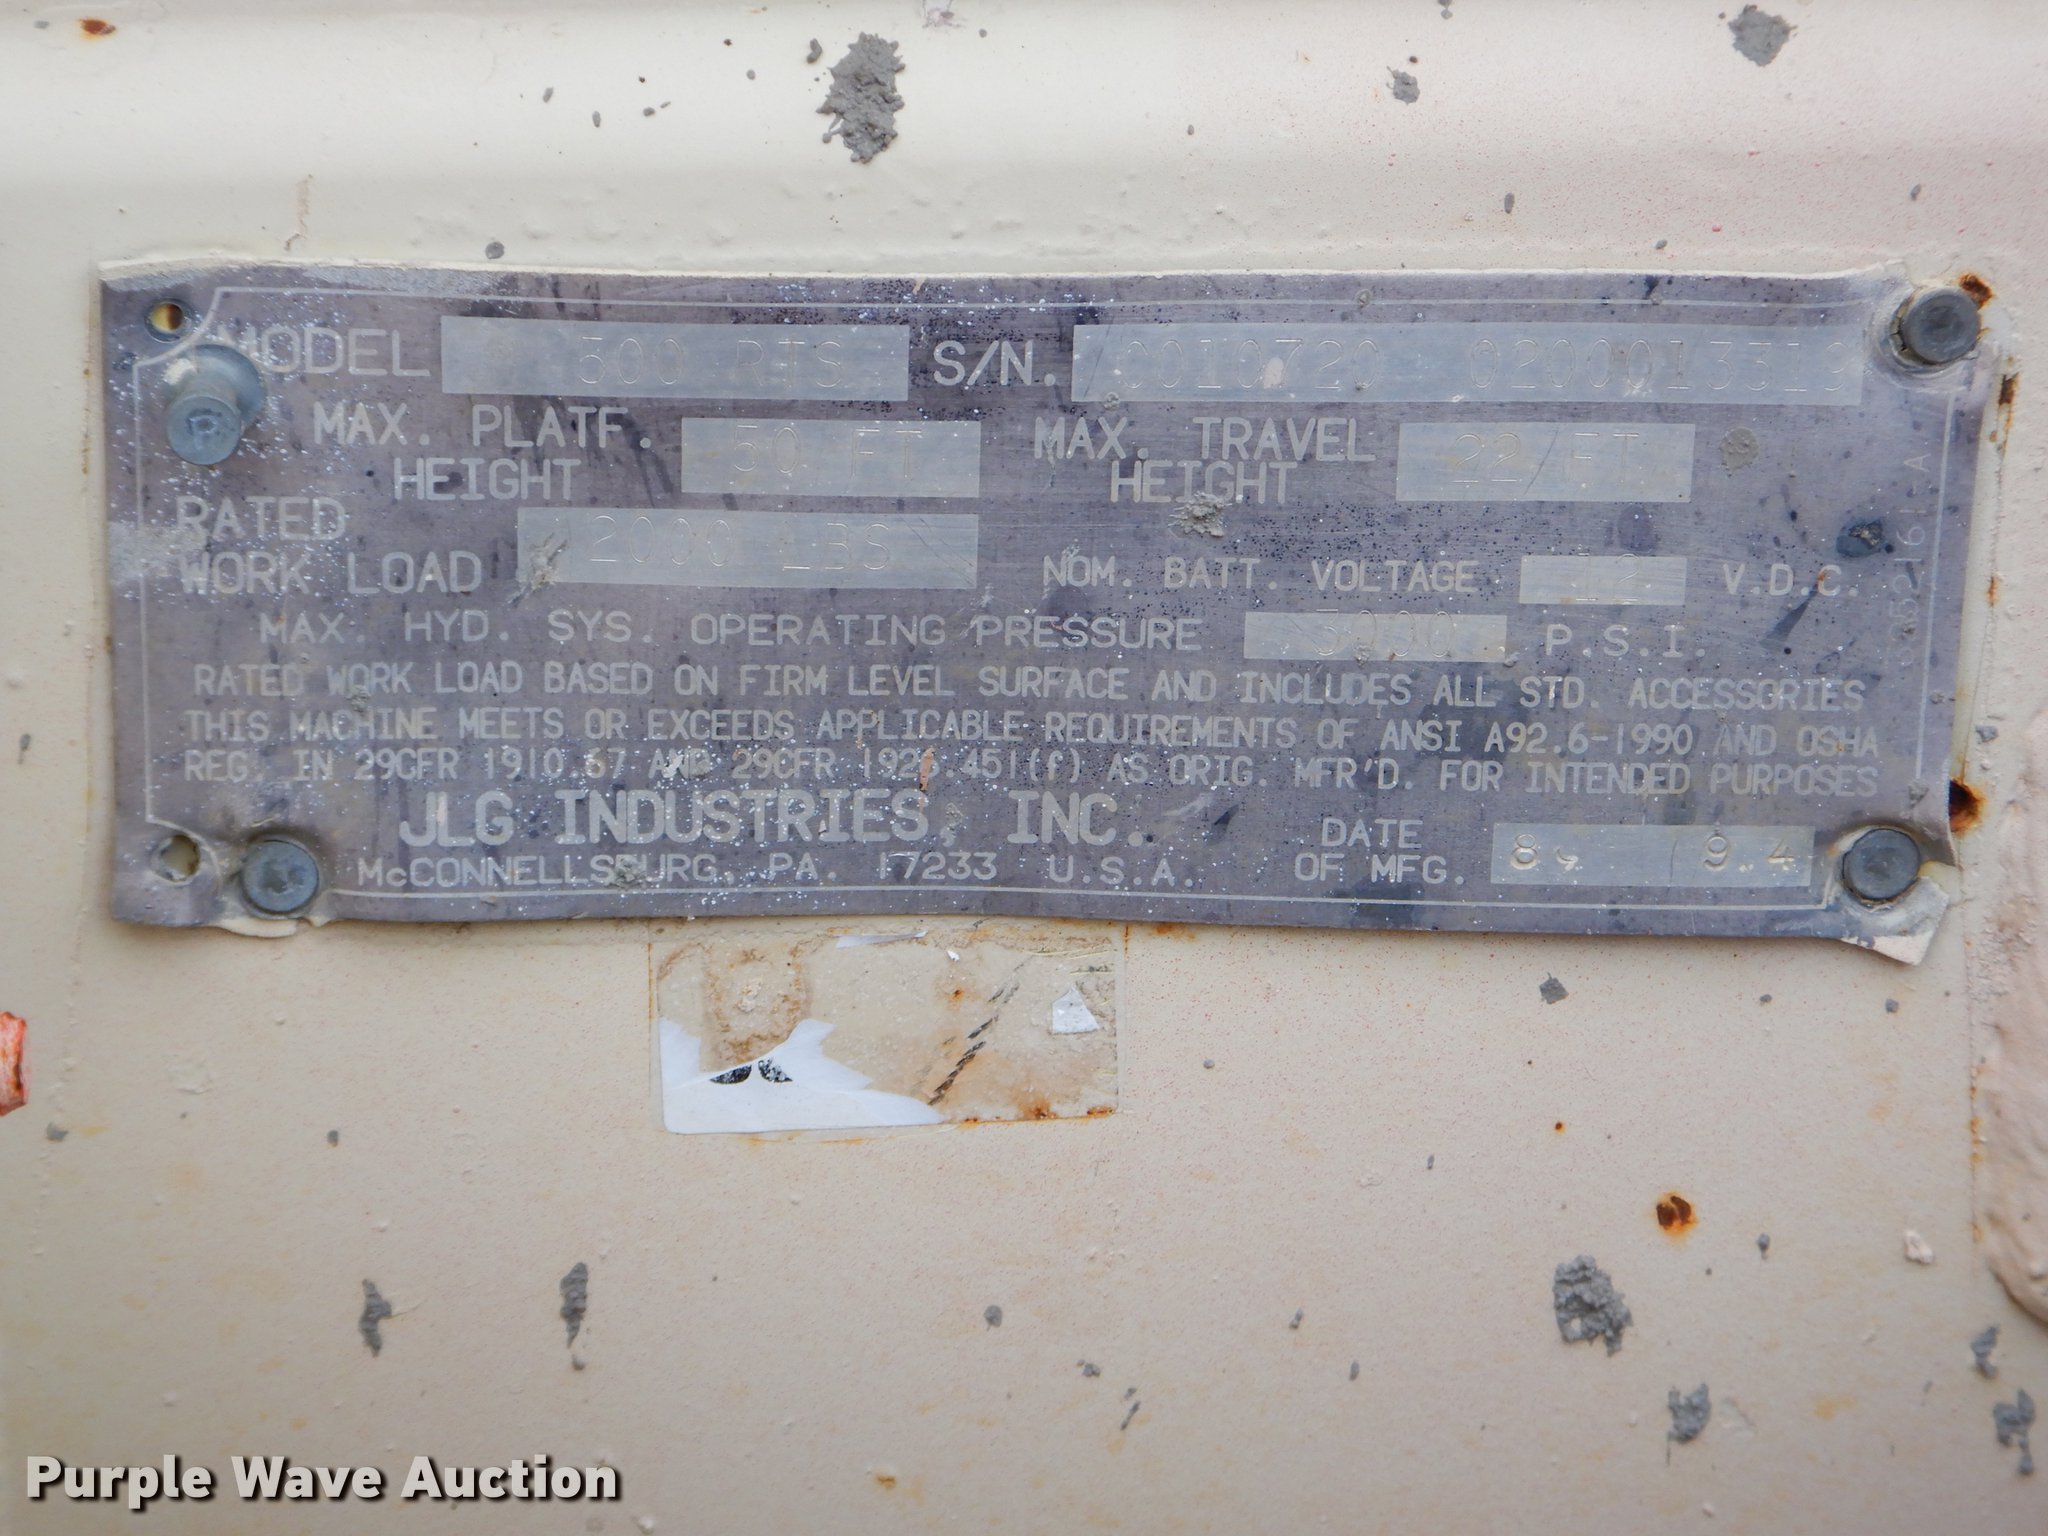 MODEL 500 RTS S/N. 0010720 0200013319
MAX. PLATF. HEIGHT 50 FT MAX. TRAVEL HEIGHT 22 FT
RATED WORK LOAD 2000 LBS NOM. BATT. VOLTAGE 12 V.D.C.
MAX. HYD. SYS. OPERATING PRESSURE 3000 P.S.I.
RATED WORK LOAD BASED ON FIRM LEVEL SURFACE AND INCLUDES ALL STD. ACCESSORIES
THIS MACHINE MEETS OR EXCEEDS APPLICABLE REQUIREMENTS OF ANSI A92.6-1990 AND OSHA
REG. IN 29CFR 1910.67 AND 29CFR 1926.451(f) AS ORIG. MFR'D. FOR INTENDED PURPOSES
JLG INDUSTRIES, INC.
McCONNELLSBURG, PA. 17233 U.S.A.
DATE OF MFG.
Purple Wave Auction